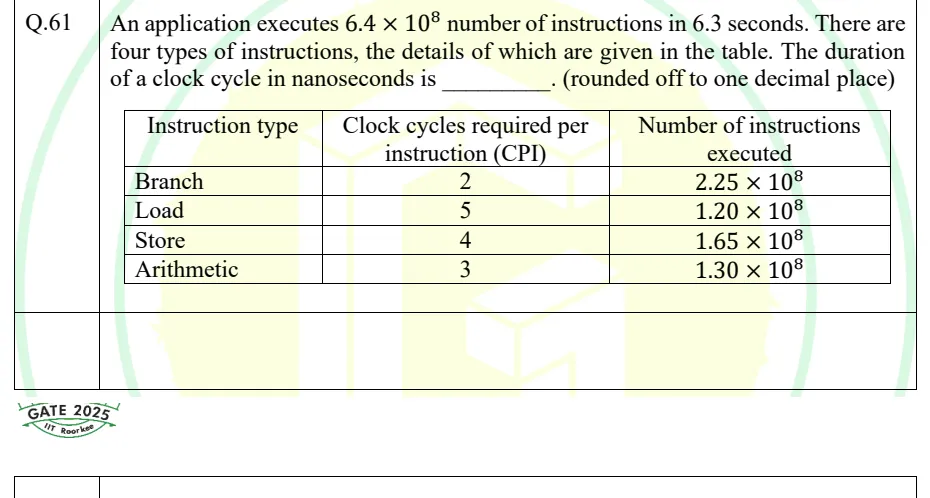 Q.61 An application executes 6.4 × 10⁸ number of instructions in 6.3 seconds. There are
four types of instructions, the details of which are given in the table. The duration
of a clock cycle in nanoseconds is __________. (rounded off to one decimal place)
Instruction type Clock cycles required per instruction (CPI) Number of instructions executed
Branch 2 2.25 × 10⁸
Load 5 1.20 × 10⁸
Store 4 1.65 × 10⁸
Arithmetic 3 1.30 × 10⁸
GATE 2025
IIT Roorkee